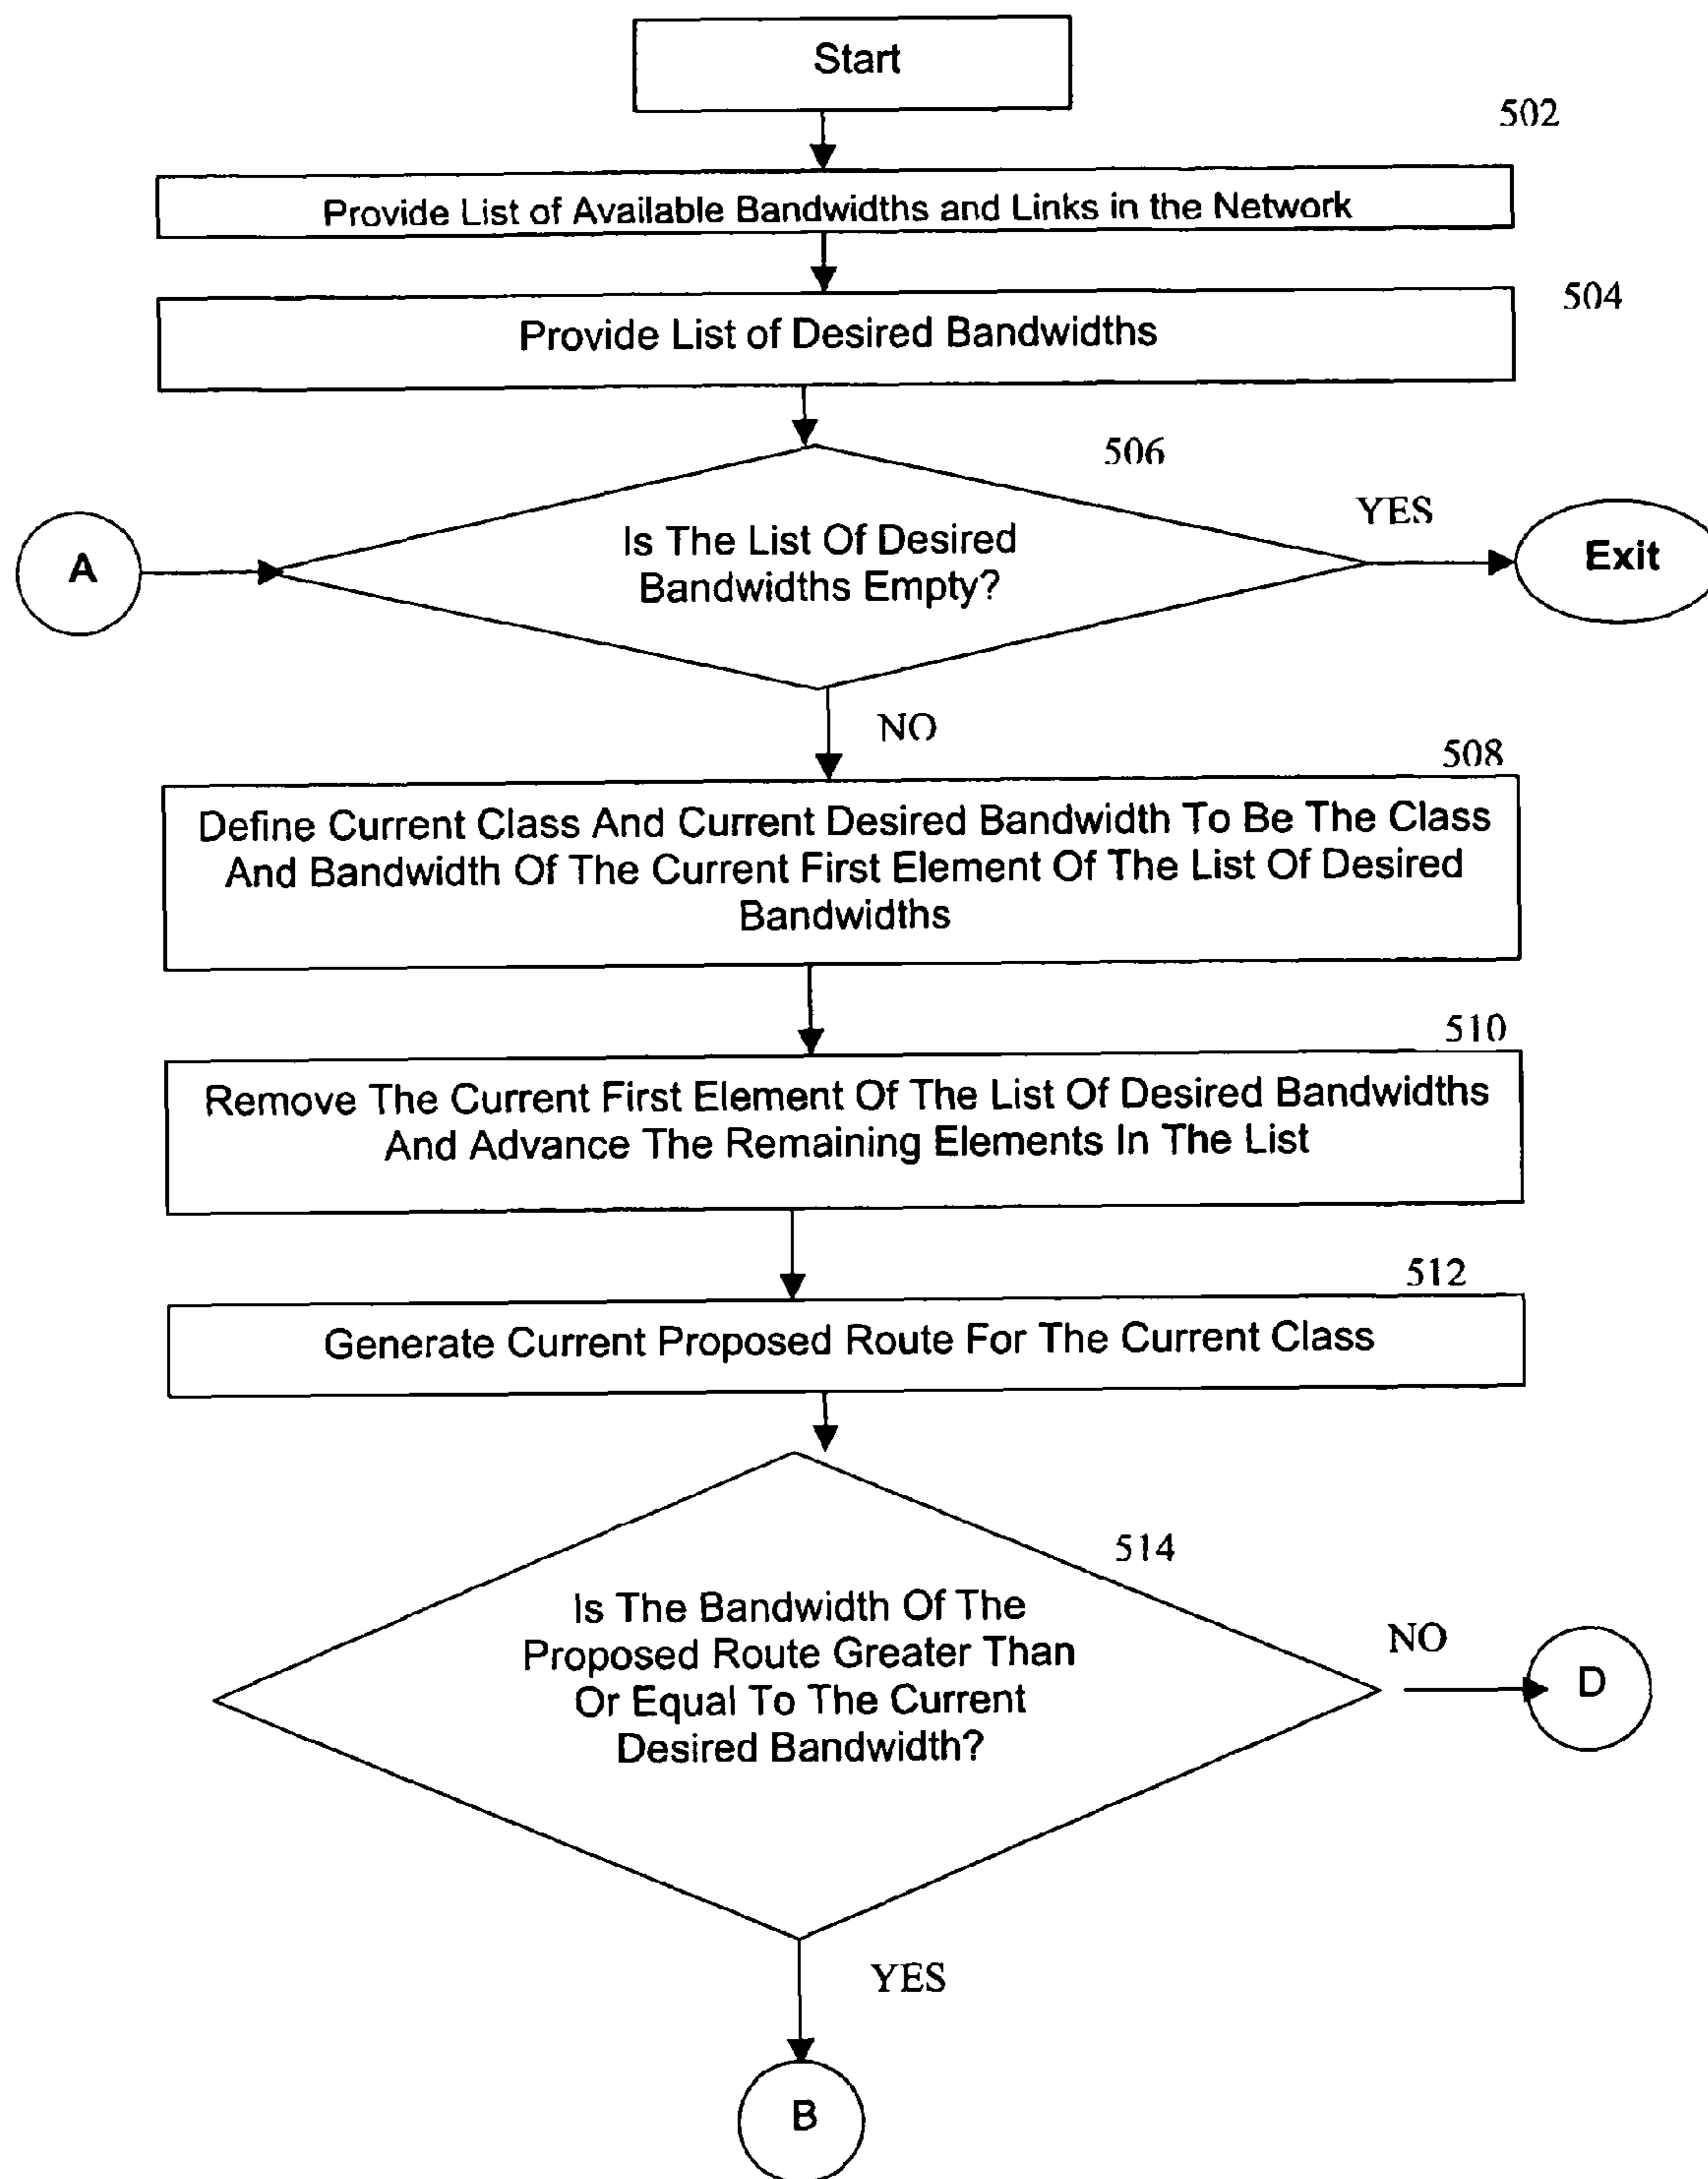 Start
502
Provide List of Available Bandwidths and Links in the Network
504
Provide List of Desired Bandwidths
506
YES
A
Is The List Of Desired
Bandwidths Empty?
Exit
NO
508
Define Current Class And Current Desired Bandwidth To Be The Class
And Bandwidth Of The Current First Element Of The List Of Desired
Bandwidths
510
Remove The Current First Element Of The List Of Desired Bandwidths
And Advance The Remaining Elements In The List
512
Generate Current Proposed Route For The Current Class
514
Is The Bandwidth Of The
Proposed Route Greater Than
Or Equal To The Current
Desired Bandwidth?
NO
D
YES
B